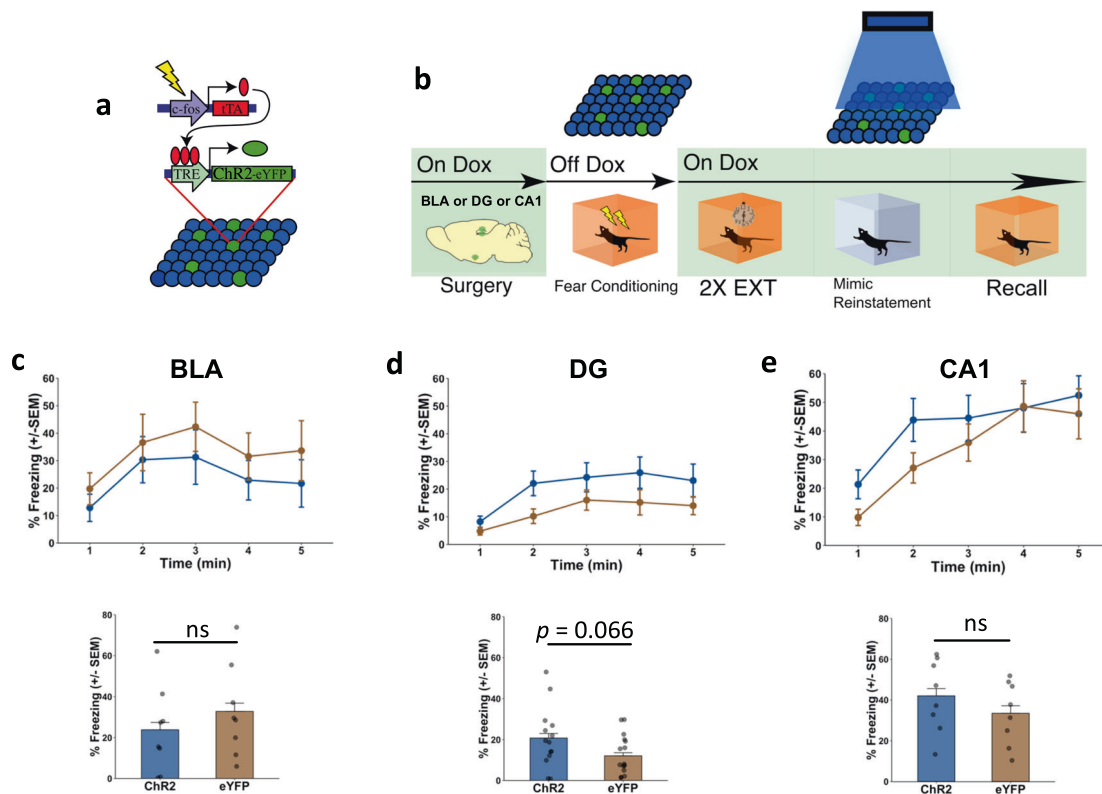 a
c-fos tTA
TRE ChR2-eYFP
b
On Dox Off Dox On Dox
BLA or DG or CA1
Surgery Fear Conditioning 2X EXT Mimic Reinstatement Recall
c BLA
% Freezing (+/-SEM)
60
50
40
30
20
10
0
1 2 3 4 5
Time (min)
d DG
% Freezing (+/-SEM)
60
50
40
30
20
10
0
1 2 3 4 5
Time (min)
e CA1
% Freezing (+/-SEM)
60
50
40
30
20
10
0
1 2 3 4 5
Time (min)
% Freezing (+/- SEM)
80
60
40
20
0
ns
ChR2 eYFP
% Freezing (+/- SEM)
80
60
40
20
0
p = 0.066
ChR2 eYFP
% Freezing (+/- SEM)
80
60
40
20
0
ns
ChR2 eYFP